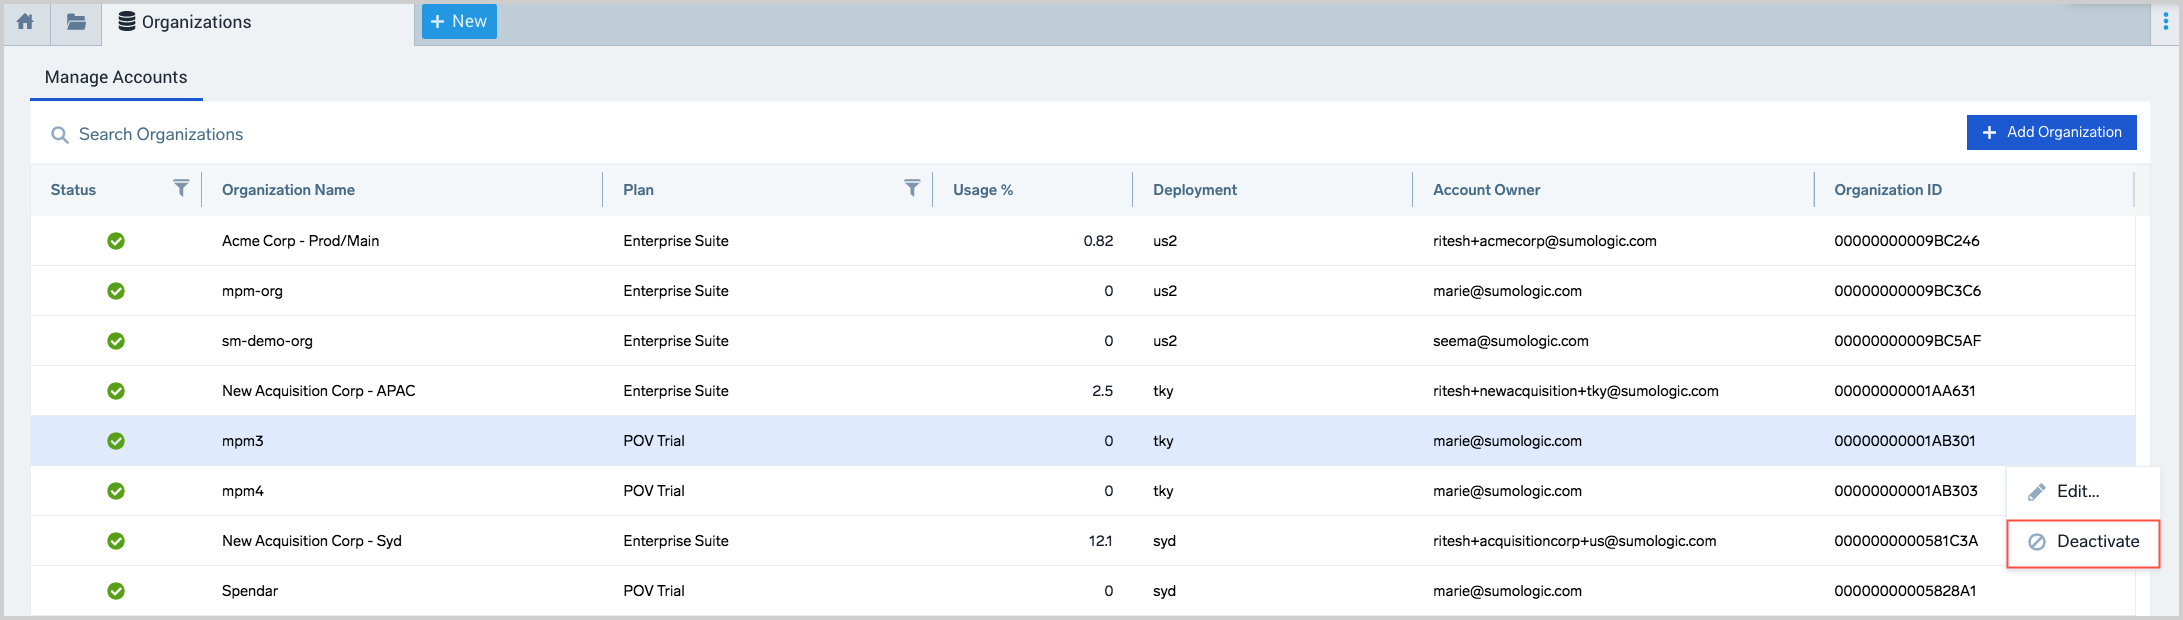 Organizations + New
Manage Accounts
Search Organizations + Add Organization
Status Organization Name Plan Usage % Deployment Account Owner Organization ID
Acme Corp - Prod/Main Enterprise Suite 0.82 us2 ritesh+acmecorp@sumologic.com 00000000009BC246
mpm-org Enterprise Suite 0 us2 marie@sumologic.com 00000000009BC3C6
sm-demo-org Enterprise Suite 0 us2 seema@sumologic.com 00000000009BC5AF
New Acquisition Corp - APAC Enterprise Suite 2.5 tky ritesh+newacquisition+tky@sumologic.com 00000000001AA631
mpm3 POV Trial 0 tky marie@sumologic.com 00000000001AB301
mpm4 POV Trial 0 tky marie@sumologic.com 00000000001AB303 Edit...
New Acquisition Corp - Syd Enterprise Suite 12.1 syd ritesh+acquisitioncorp+us@sumologic.com 0000000000581C3A Deactivate
Spendar POV Trial 0 syd marie@sumologic.com 00000000005828A1